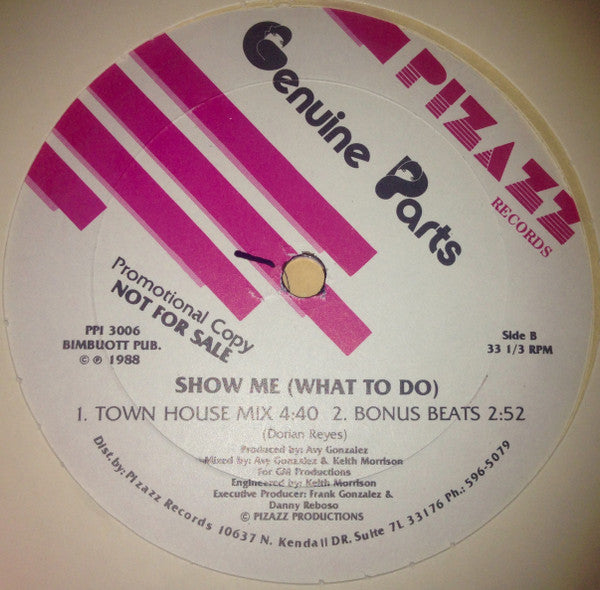 Genuine Parts
PIZAZZ
RECORDS
Promotional Copy
NOT FOR SALE
PPI 3006
BIMBUOTT PUB.
© ℗ 1988
Side B
33 1/3 RPM
SHOW ME (WHAT TO DO)
1. TOWN HOUSE MIX 4:40 2. BONUS BEATS 2:52
(Dorian Reyes)
Produced by: Avy Gonzalez
Mixed by: Avy Gonzalez & Keith Morrison
For GM Productions
Engineered by: Keith Morrison
Executive Producer: Frank Gonzalez &
Danny Reboso
© PIZAZZ PRODUCTIONS
Dist. by: Pizazz Records 10637 N. Kendall DR. Suite 7L 33176 Ph.: 596-5079